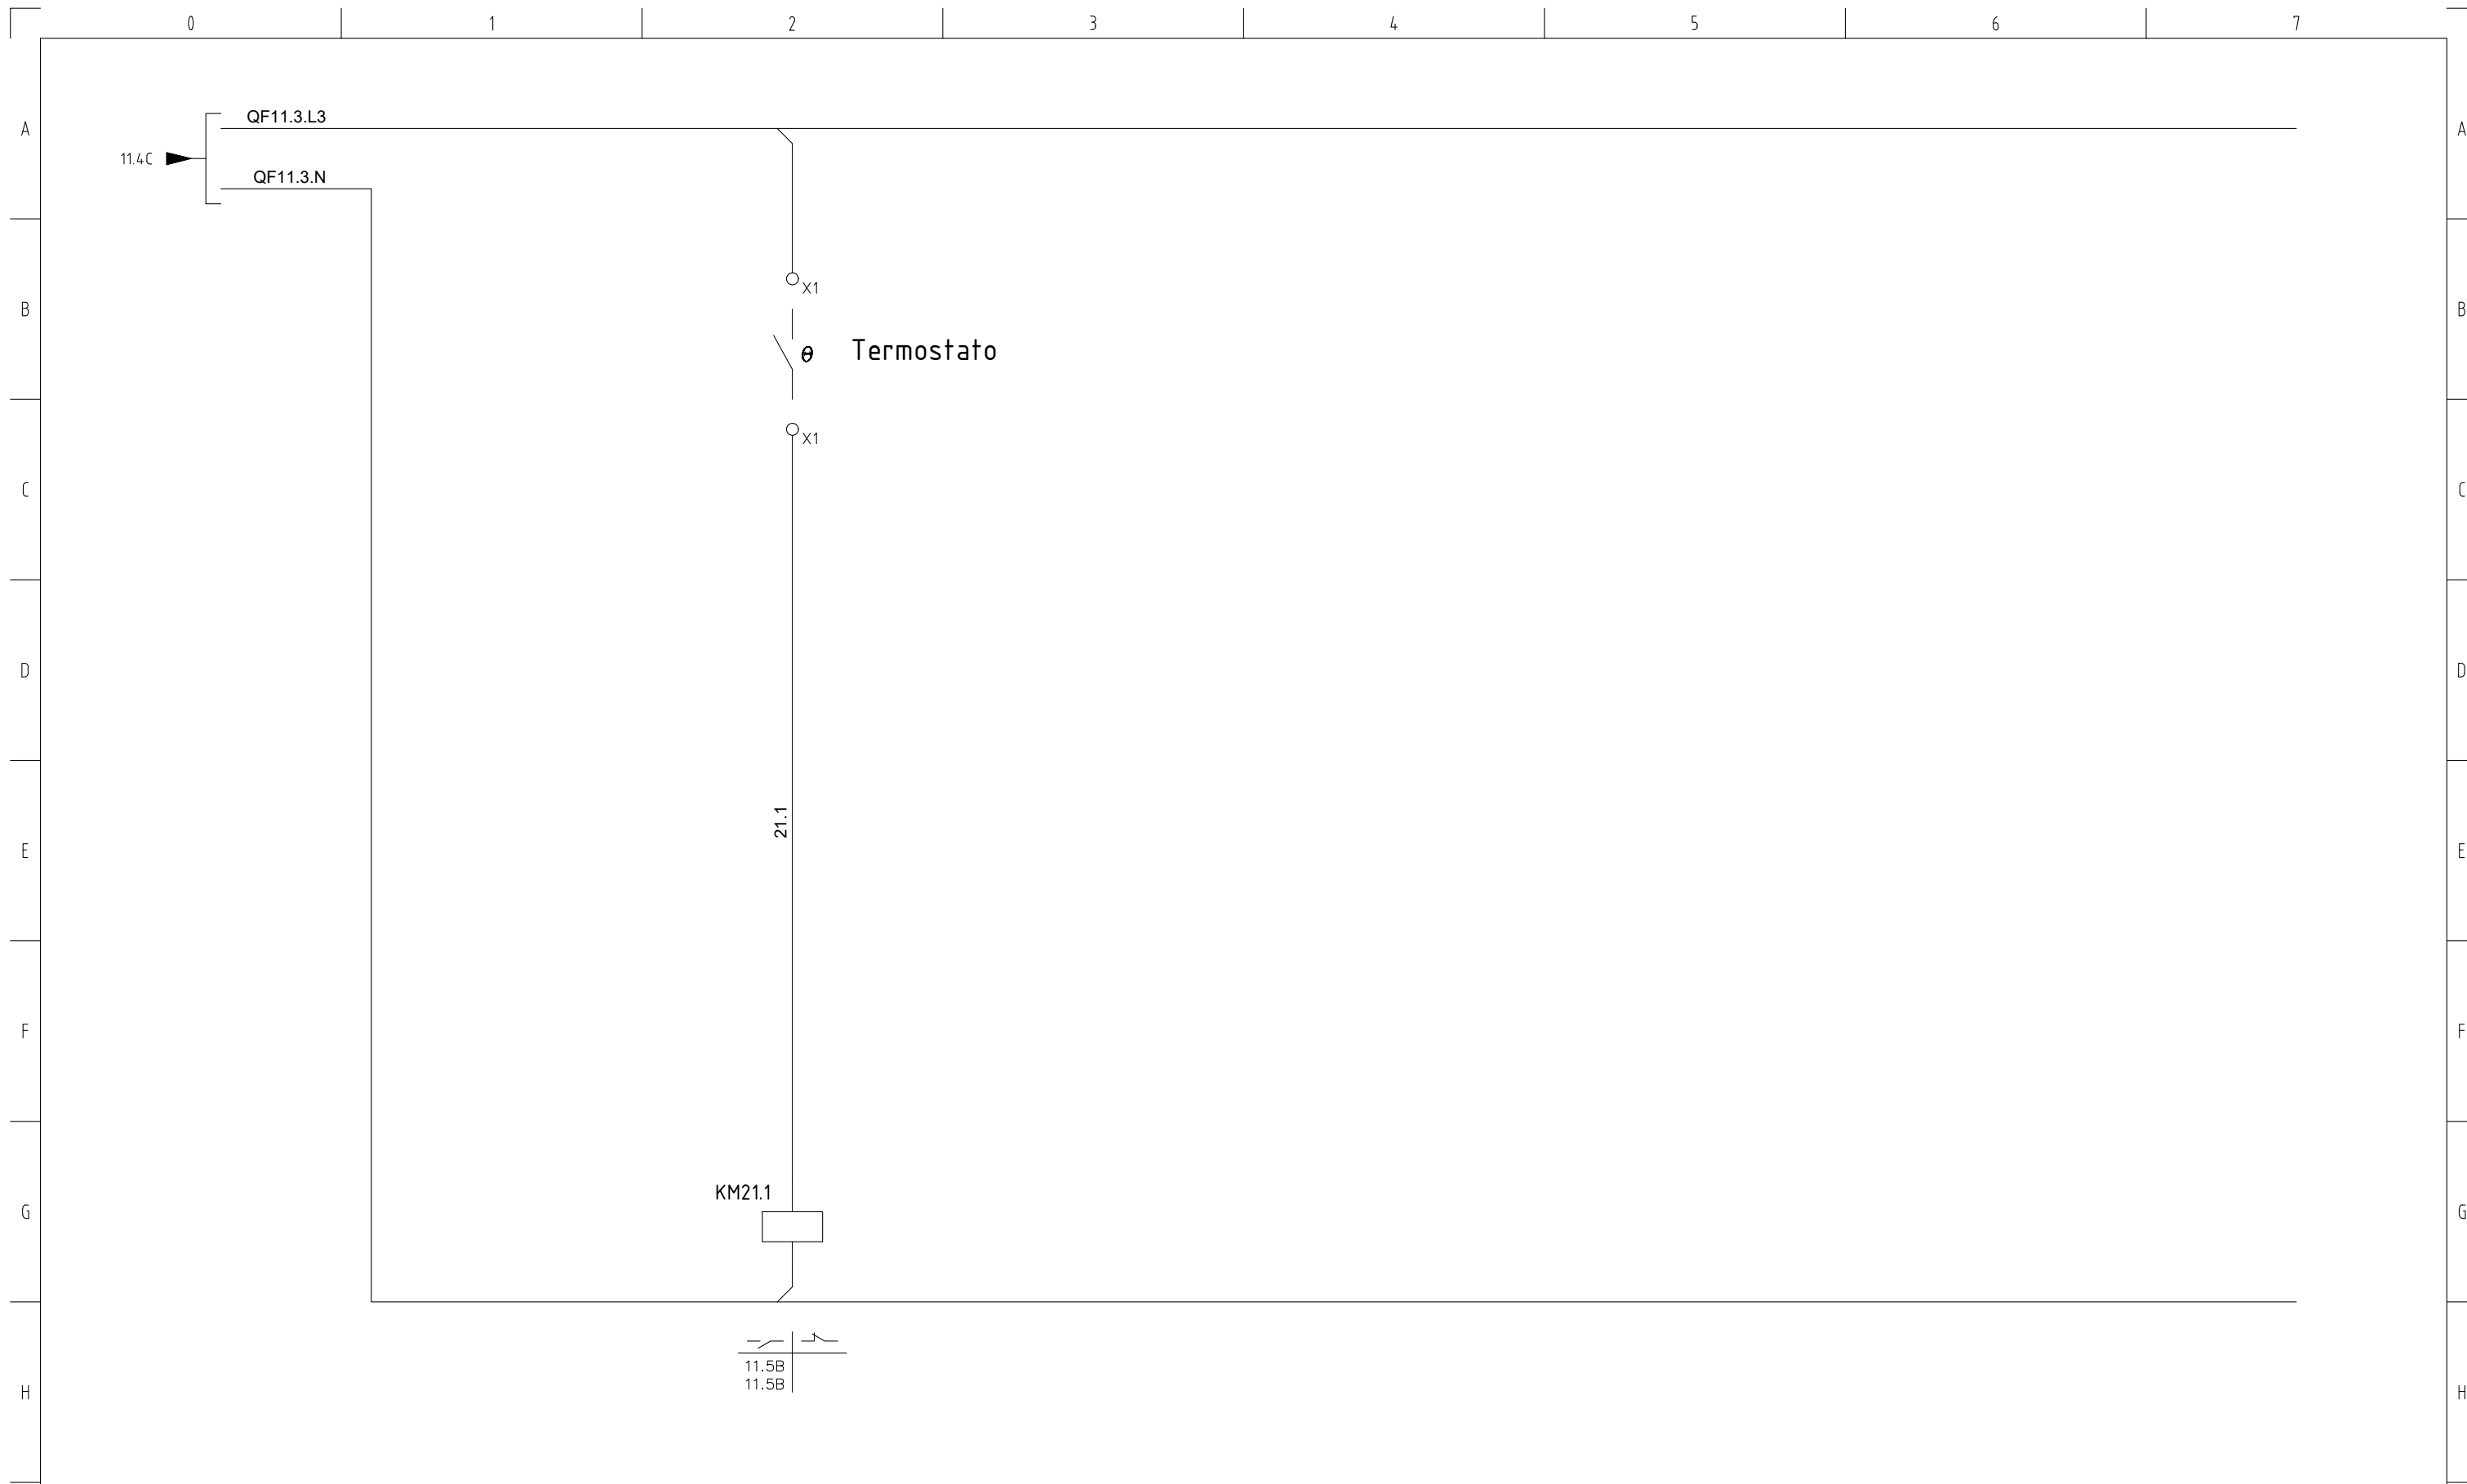 0 1 2 3 4 5 6 7
QF11.3.L3
A A
11.4C
QF11.3.N
X1
B B
θ Termostato
X1
C C
D D
21.1
E E
F F
KM21.1
G G
11.5B
11.5B
H H